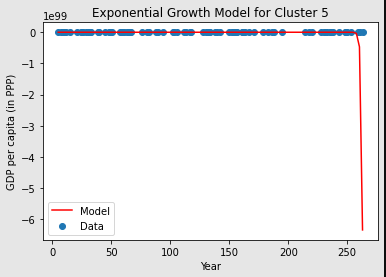 Exponential Growth Model for Cluster 5
1e99
0
−1
−2
−3
−4
−5
−6
GDP per capita (in PPP)
Model
Data
0 50 100 150 200 250
Year